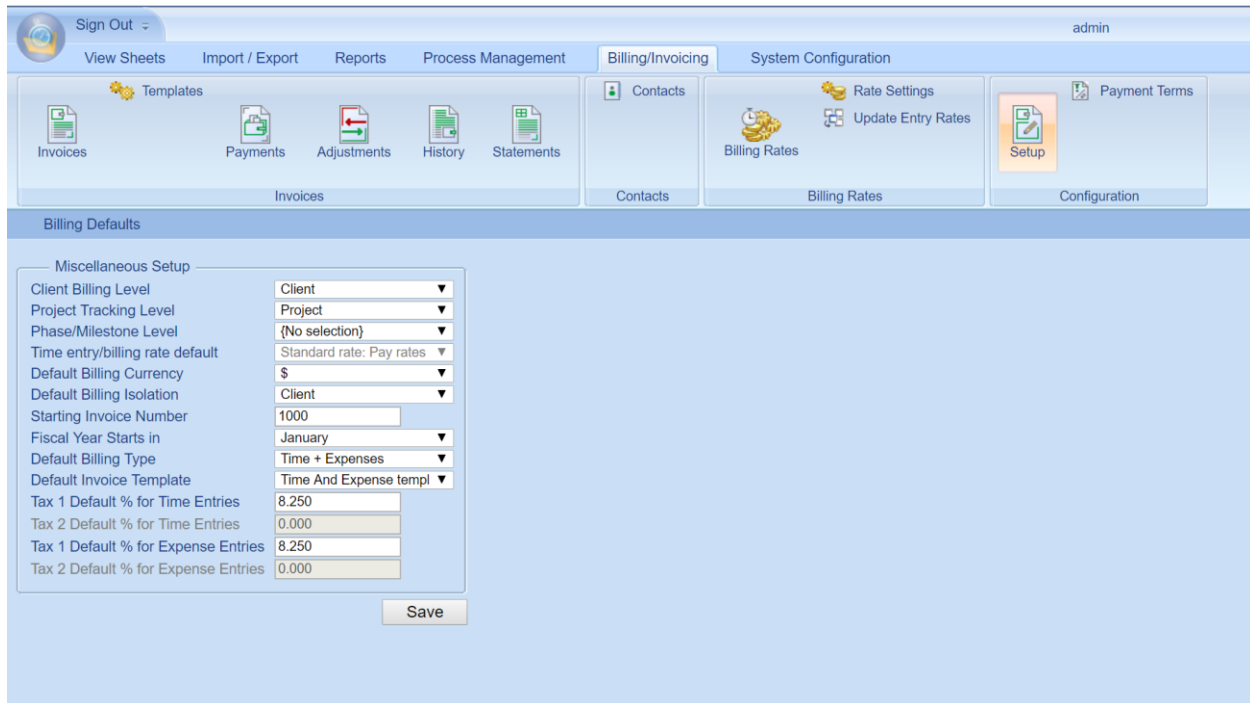 Sign Out
admin
View Sheets Import / Export Reports Process Management Billing/Invoicing System Configuration
Templates Contacts Rate Settings Payment Terms
Update Entry Rates
Invoices Payments Adjustments History Statements Billing Rates Setup
Invoices Contacts Billing Rates Configuration
Billing Defaults
Miscellaneous Setup
Client Billing Level Client
Project Tracking Level Project
Phase/Milestone Level {No selection}
Time entry/billing rate default Standard rate: Pay rates
Default Billing Currency $
Default Billing Isolation Client
Starting Invoice Number 1000
Fiscal Year Starts in January
Default Billing Type Time + Expenses
Default Invoice Template Time And Expense templ
Tax 1 Default % for Time Entries 8.250
Tax 2 Default % for Time Entries 0.000
Tax 1 Default % for Expense Entries 8.250
Tax 2 Default % for Expense Entries 0.000
Save